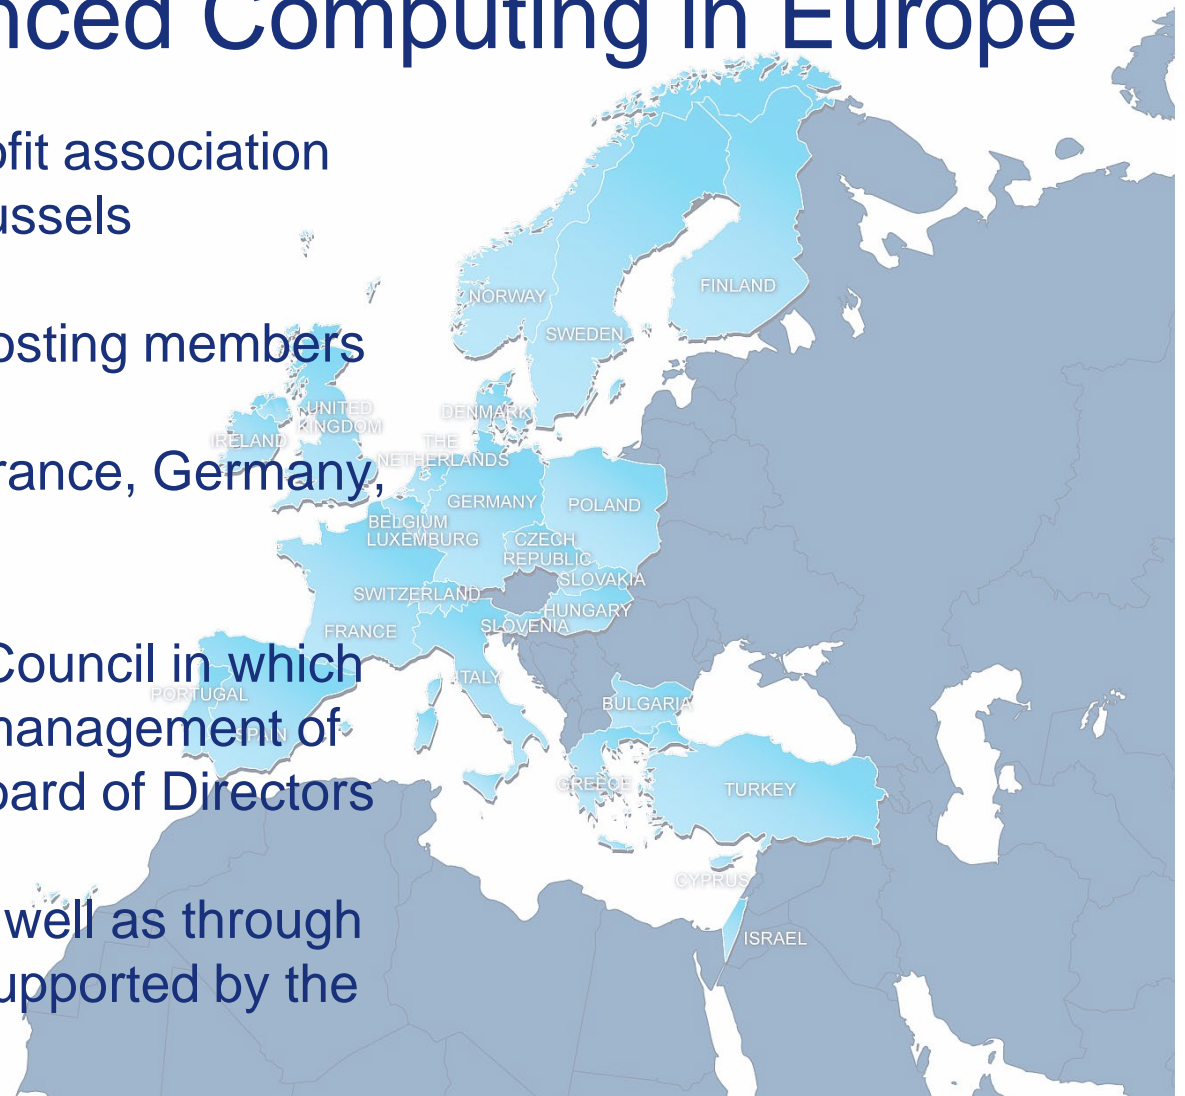 nced Computing in Europe
ofit association
ussels
osting members
rance, Germany,
Council in which
management of
oard of Directors
well as through
upported by the
NORWAY
FINLAND
SWEDEN
UNITED
KINGDOM
IRELAND
DENMARK
THE
NETHERLANDS
GERMANY
POLAND
BELGIUM
LUXEMBURG
CZECH
REPUBLIC
SLOVAKIA
SWITZERLAND
HUNGARY
SLOVENIA
FRANCE
ITALY
PORTUGAL
SPAIN
BULGARIA
GREECE
TURKEY
CYPRUS
ISRAEL